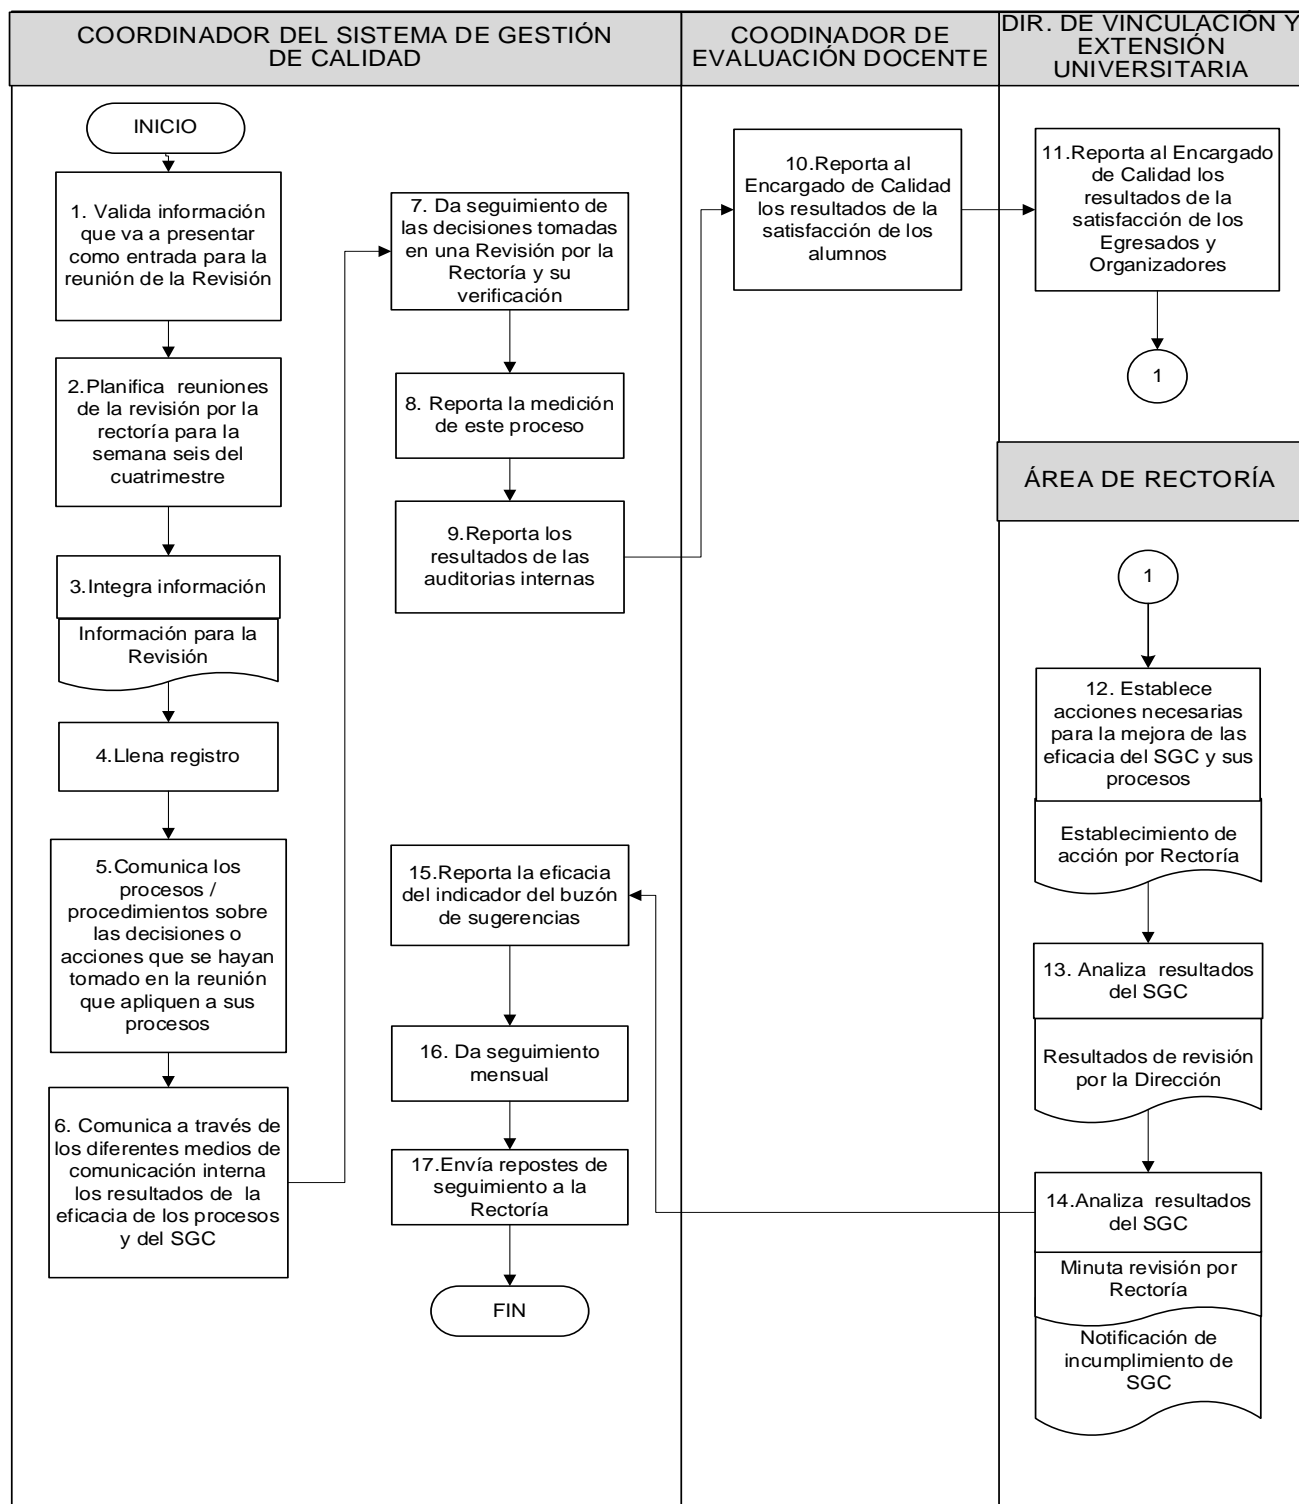 COORDINADOR DEL SISTEMA DE GESTIÓN
DE CALIDAD
COODINADOR DE
EVALUACIÓN DOCENTE
DIR. DE VINCULACIÓN Y
EXTENSIÓN
UNIVERSITARIA
INICIO
1. Valida información
que va a presentar
como entrada para la
reunión de la Revisión
2.Planifica reuniones
de la revisión por la
rectoría para la
semana seis del
cuatrimestre
3.Integra información
Información para la
Revisión
4.Llena registro
5.Comunica los
procesos /
procedimientos sobre
las decisiones o
acciones que se hayan
tomado en la reunión
que apliquen a sus
procesos
6. Comunica a través de
los diferentes medios de
comunicación interna
los resultados de la
eficacia de los procesos
y del SGC
7. Da seguimiento de
las decisiones tomadas
en una Revisión por la
Rectoría y su
verificación
8. Reporta la medición
de este proceso
9.Reporta los
resultados de las
auditorias internas
10.Reporta al
Encargado de Calidad
los resultados de la
satisfacción de los
alumnos
11.Reporta al Encargado
de Calidad los
resultados de la
satisfacción de los
Egresados y
Organizadores
1
ÁREA DE RECTORÍA
1
12. Establece
acciones necesarias
para la mejora de las
eficacia del SGC y sus
procesos
Establecimiento de
acción por Rectoría
13. Analiza resultados
del SGC
Resultados de revisión
por la Dirección
14.Analiza resultados
del SGC
Minuta revisión por
Rectoría
Notificación de
incumplimiento de
SGC
15.Reporta la eficacia
del indicador del buzón
de sugerencias
16. Da seguimiento
mensual
17.Envía repostes de
seguimiento a la
Rectoría
FIN